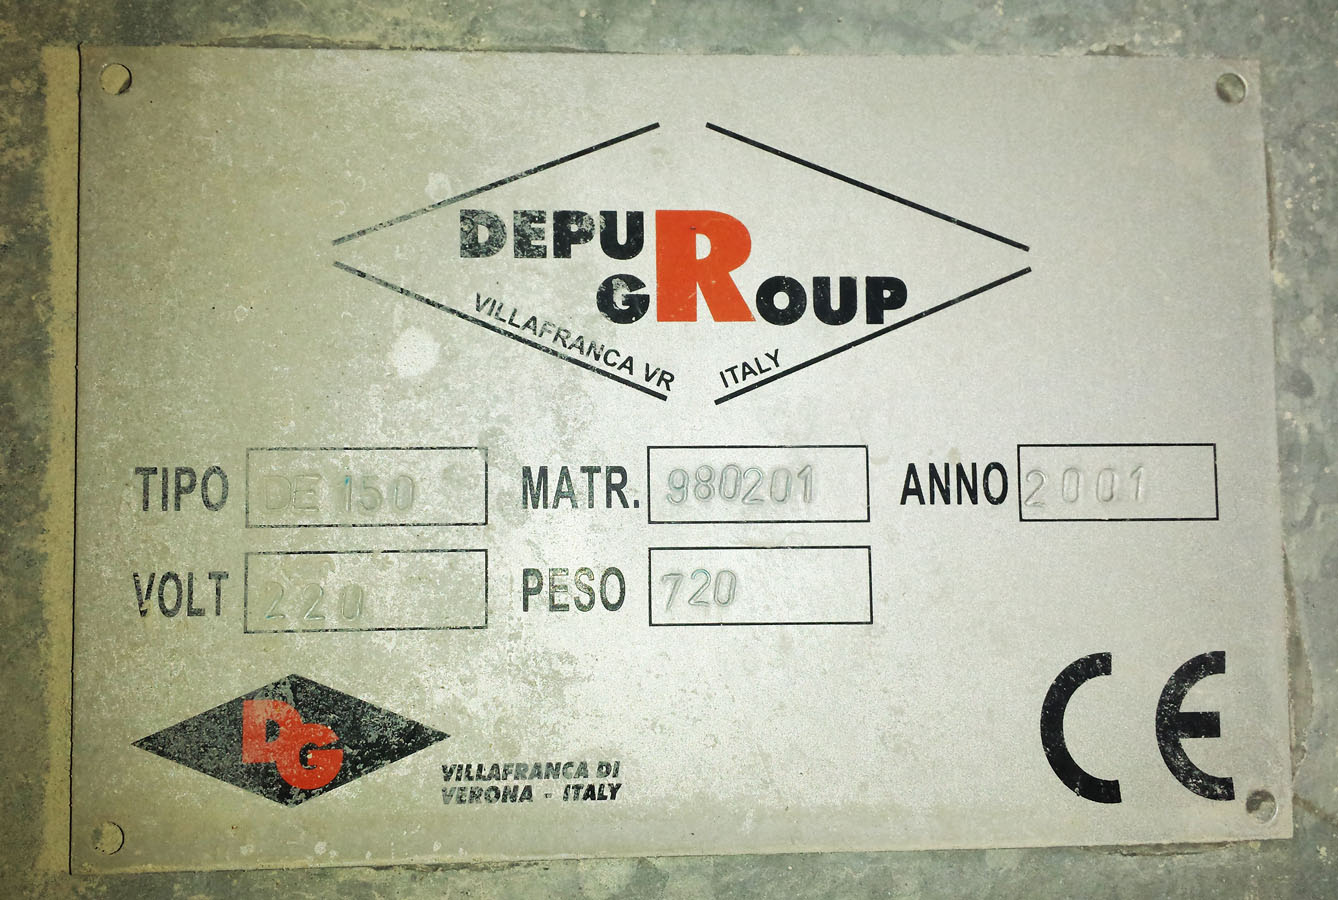 DEPUR
GROUP
VILLAFRANCA VR ITALY
TIPO DE 150 MATR. 980201 ANNO 2001
VOLT 220 PESO 720
DG
VILLAFRANCA DI
VERONA - ITALY
CE